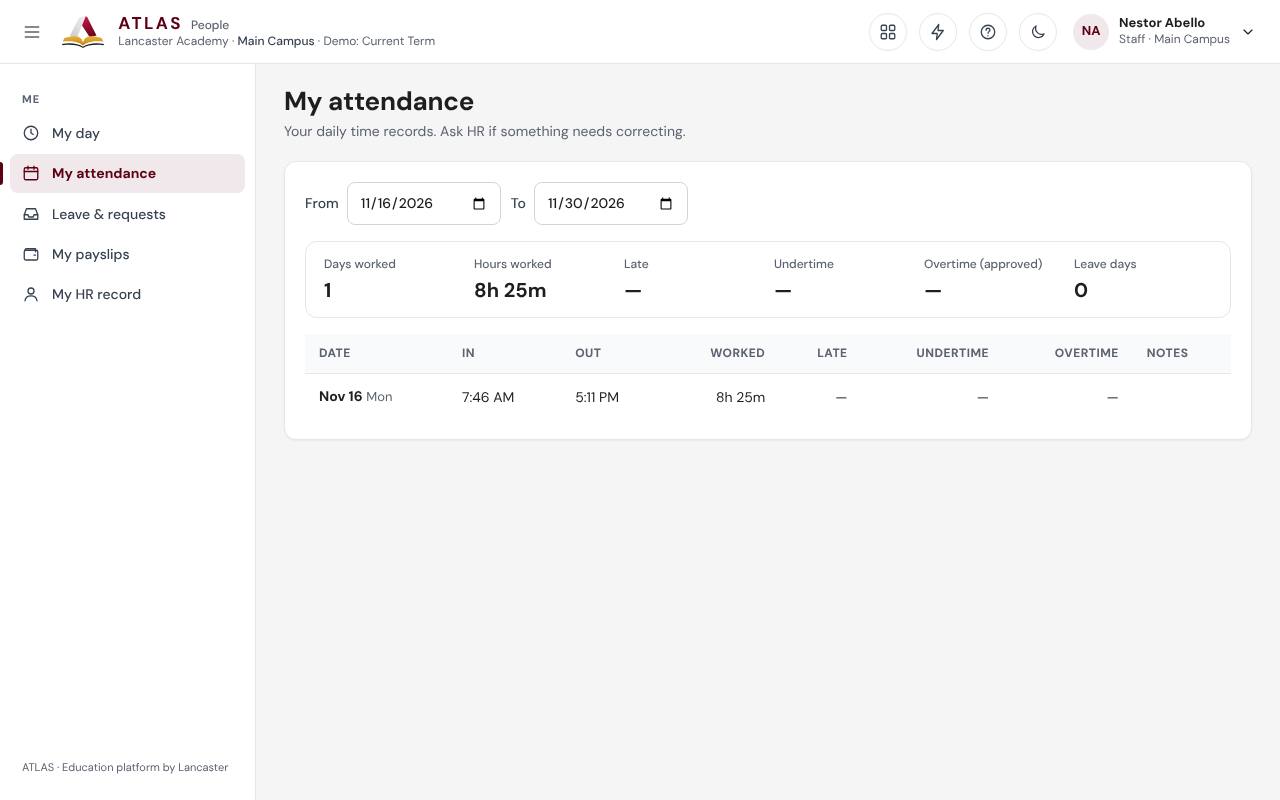 ATLAS People
Lancaster Academy · Main Campus · Demo: Current Term
NA
Nestor Abello
Staff · Main Campus
ME
My day
My attendance
Leave & requests
My payslips
My HR record
ATLAS · Education platform by Lancaster
My attendance
Your daily time records. Ask HR if something needs correcting.
From 11/16/2026 To 11/30/2026
Days worked Hours worked Late Undertime Overtime (approved) Leave days
1 8h 25m — — — 0
DATE IN OUT WORKED LATE UNDERTIME OVERTIME NOTES
Nov 16 Mon 7:46 AM 5:11 PM 8h 25m — — —